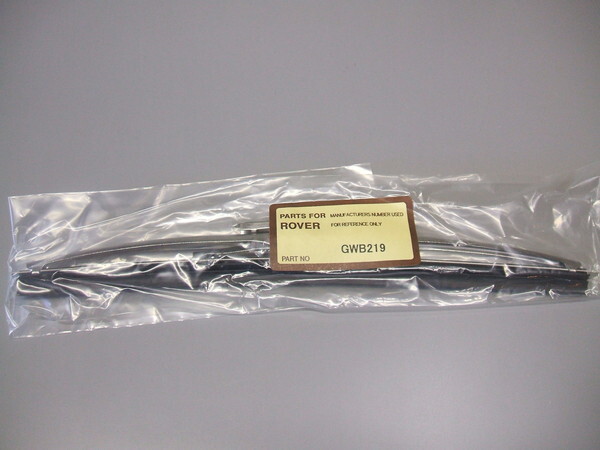 PARTS FOR MANUFACTURERS NUMBER USED
ROVER FOR REFERENCE ONLY
PART NO GWB219